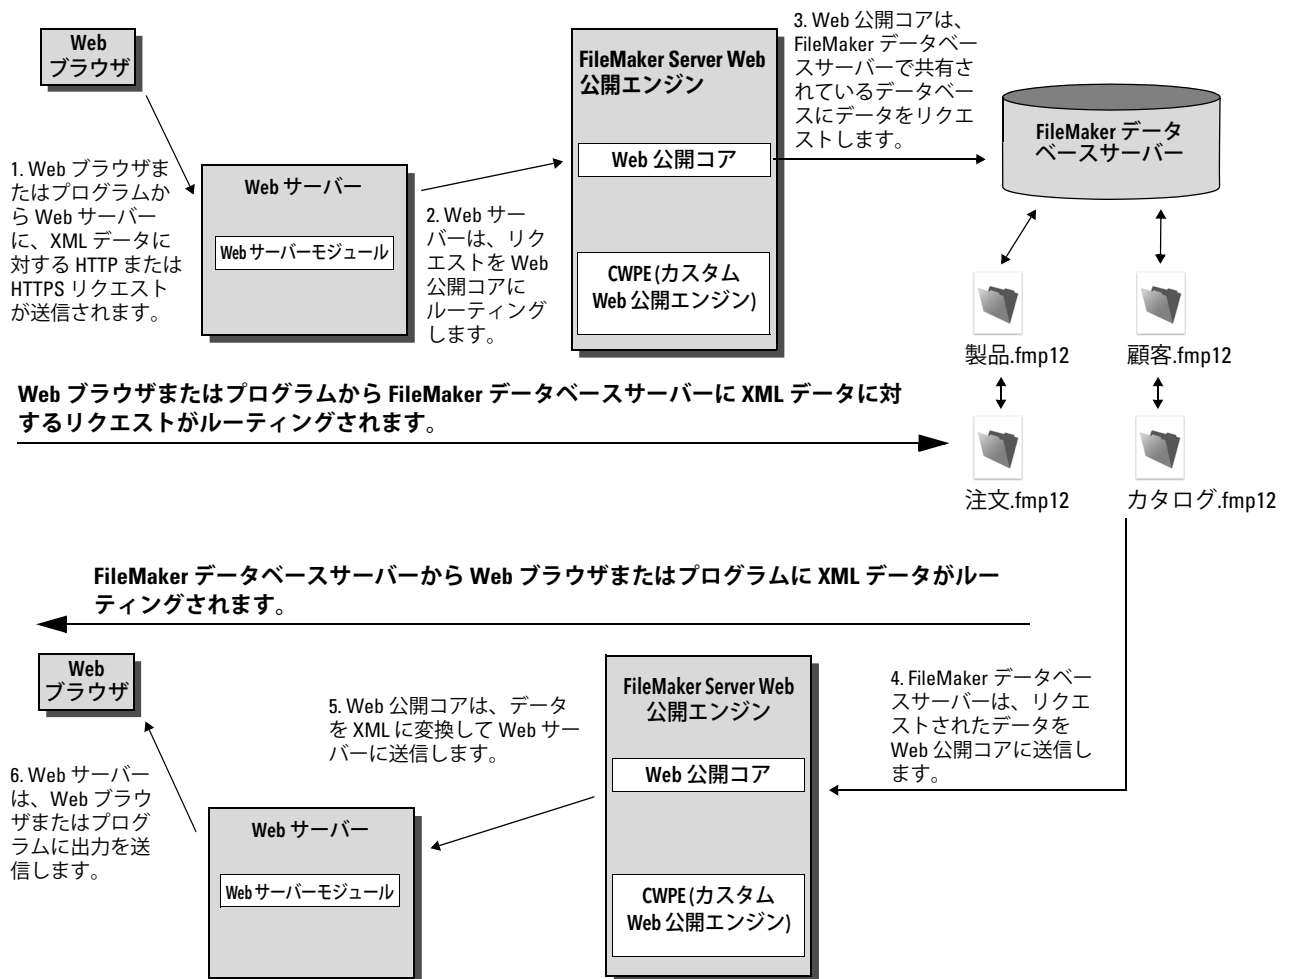 Web
ブラウザ
1. Web ブラウザま
たはプログラムか
ら Web サーバー
に、XML データに
対する HTTP または
HTTPS リクエスト
が送信されます。
Web サーバー
Web サーバーモジュール
2. Web サー
バーは、リク
エストを Web
公開コアに
ルーティング
します。
FileMaker Server Web
公開エンジン
Web 公開コア
CWPE (カスタム
Web 公開エンジン)
3. Web 公開コアは、
FileMaker データベー
スサーバーで共有さ
れているデータベー
スにデータをリクエ
ストします。
FileMaker データ
ベースサーバー
製品.fmp12
顧客.fmp12
注文.fmp12
カタログ.fmp12
Web ブラウザまたはプログラムから FileMaker データベースサーバーに XML データに対
するリクエストがルーティングされます。
FileMaker データベースサーバーから Web ブラウザまたはプログラムに XML データがルー
ティングされます。
4. FileMaker データベー
スサーバーは、リクエ
ストされたデータを
Web 公開コアに送信し
ます。
FileMaker Server Web
公開エンジン
Web 公開コア
CWPE (カスタム
Web 公開エンジン)
5. Web 公開コアは、データ
を XML に変換して Web サー
バーに送信します。
Web サーバー
Web サーバーモジュール
6. Web サーバー
は、Web ブラウ
ザまたはプログ
ラムに出力を送
信します。
Web
ブラウザ